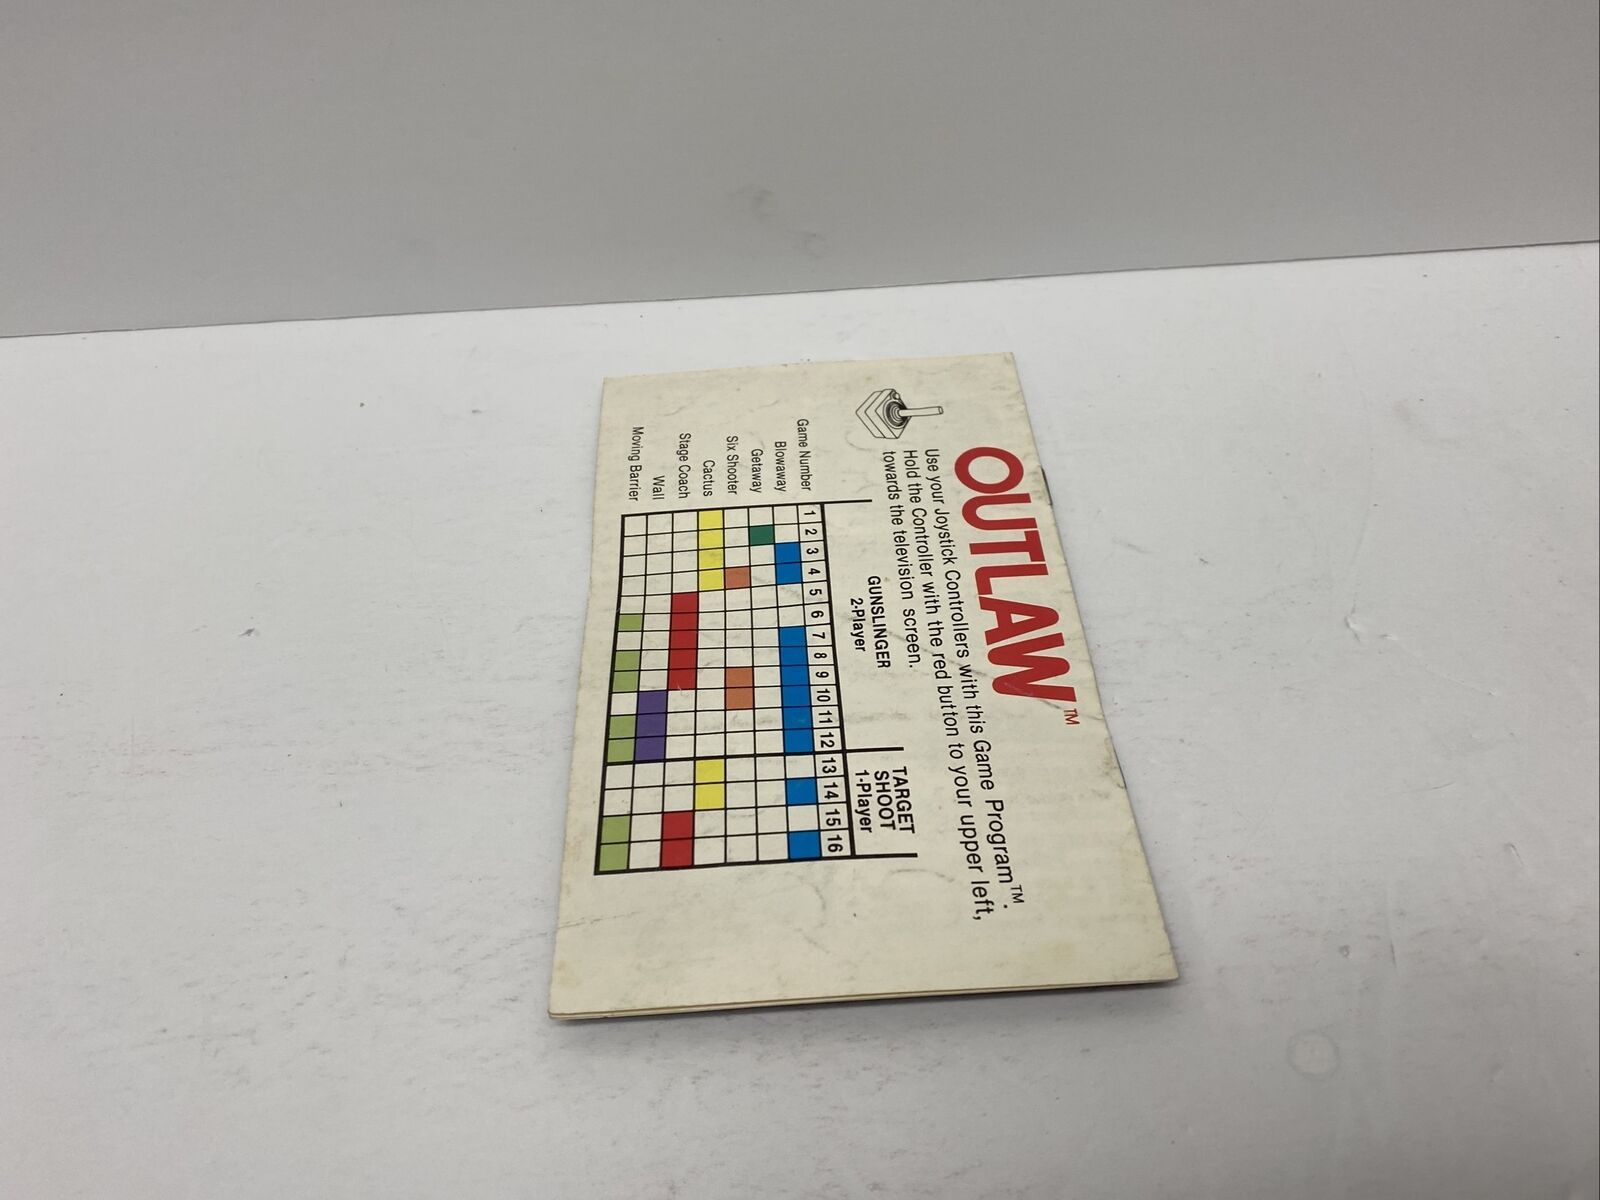 OUTLAW™
Use your Joystick Controllers with this Game Program™.
Hold the Controller with the red button to your upper left,
towards the television screen.
GUNSLINGER
2-Player
TARGET
SHOOT
1-Player
Game Number 1 2 3 4 5 6 7 8 9 10 11 12 13 14 15 16
Blowaway
Getaway
Six Shooter
Cactus
Stage Coach
Wall
Moving Barrier